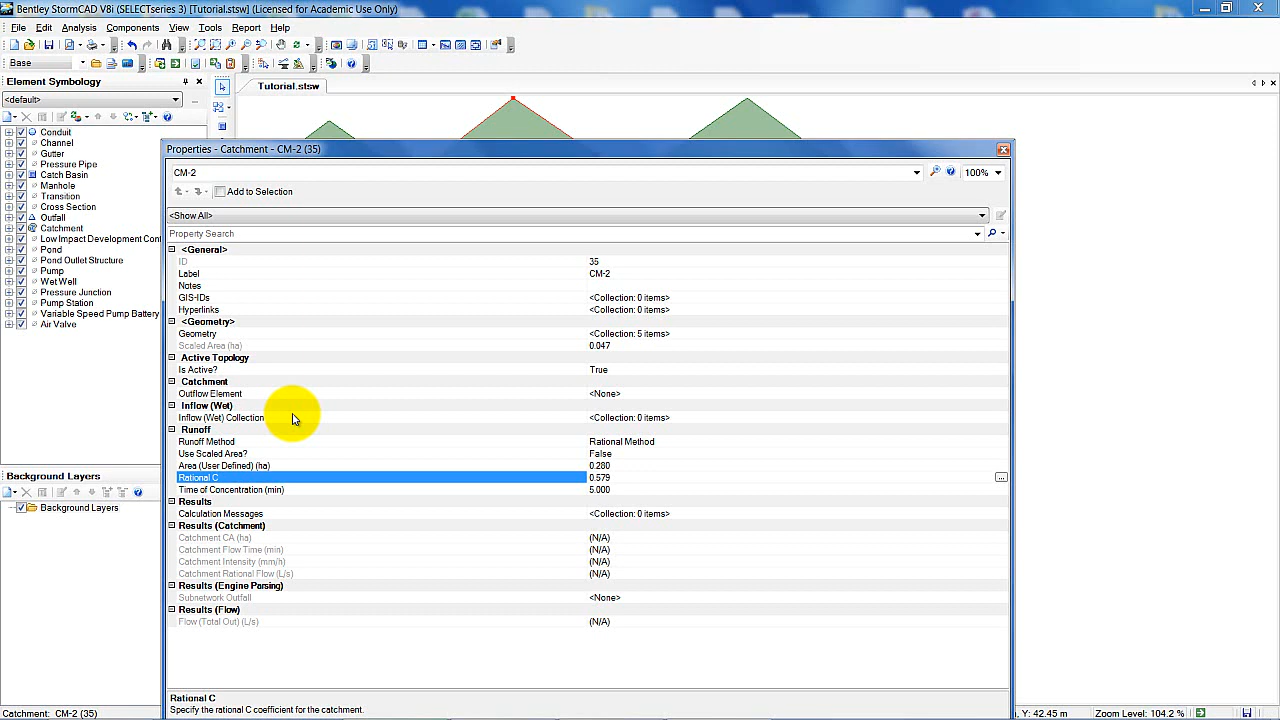 Bentley StormCAD V8i (SELECTseries 3) [Tutorial.stsw] (Licensed for Academic Use Only)
File Edit Analysis Components View Tools Report Help
Base
Element Symbology
Tutorial.stsw
<default>
Conduit
Channel
Gutter
Pressure Pipe
Catch Basin
Manhole
Transition
Cross Section
Outfall
Catchment
Low Impact Development Cont
Pond
Pond Outlet Structure
Pump
Wet Well
Pressure Junction
Pump Station
Variable Speed Pump Battery
Air Valve
Background Layers
Background Layers
Properties - Catchment - CM-2 (35)
CM-2 100%
Add to Selection
<Show All>
Property Search
<General>
ID 35
Label CM-2
Notes
GIS-IDs <Collection: 0 items>
Hyperlinks <Collection: 0 items>
<Geometry>
Geometry <Collection: 5 items>
Scaled Area (ha) 0.047
Active Topology
Is Active? True
Catchment
Outflow Element <None>
Inflow (Wet)
Inflow (Wet) Collection <Collection: 0 items>
Runoff
Runoff Method Rational Method
Use Scaled Area? False
Area (User Defined) (ha) 0.280
Rational C 0.579 ...
Time of Concentration (min) 5.000
Results
Calculation Messages <Collection: 0 items>
Results (Catchment)
Catchment CA (ha) (N/A)
Catchment Flow Time (min) (N/A)
Catchment Intensity (mm/h) (N/A)
Catchment Rational Flow (L/s) (N/A)
Results (Engine Parsing)
Subnetwork Outfall <None>
Results (Flow)
Flow (Total Out) (L/s) (N/A)
Rational C
Specify the rational C coefficient for the catchment.
Catchment: CM-2 (35)
, Y: 42.45 m Zoom Level: 104.2 %